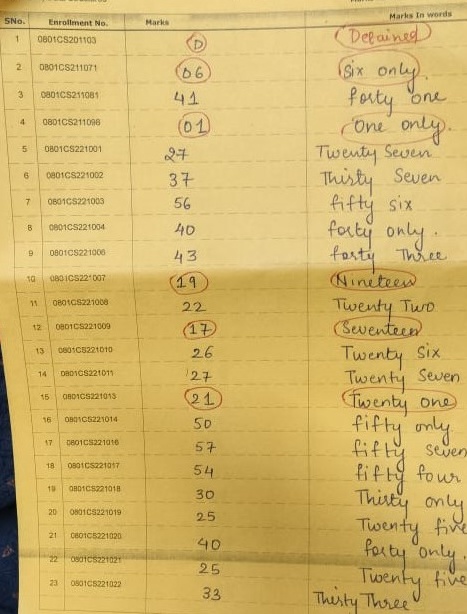 SNo. Enrollment No. Marks Marks In words
1 0801CS201103 D Detained
2 0801CS211071 06 Six only.
3 0801CS211081 41 forty one
4 0801CS211098 01 One only.
5 0801CS221001 27 Twenty Seven
6 0801CS221002 37 Thirty Seven
7 0801CS221003 56 fifty six
8 0801CS221004 40 forty only.
9 0801CS221006 43 forty Three
10 0801CS221007 19 Nineteen
11 0801CS221008 22 Twenty Two
12 0801CS221009 17 Seventeen
13 0801CS221010 26 Twenty Six
14 0801CS221011 27 Twenty Seven
15 0801CS221013 21 Twenty one
16 0801CS221014 50 fifty only
17 0801CS221016 57 fifty seven
18 0801CS221017 54 fifty four
19 0801CS221018 30 Thirty only
20 0801CS221019 25 Twenty five
21 0801CS221020 40 forty only.
22 0801CS221021 25 Twenty five
23 0801CS221022 33 Thirty Three